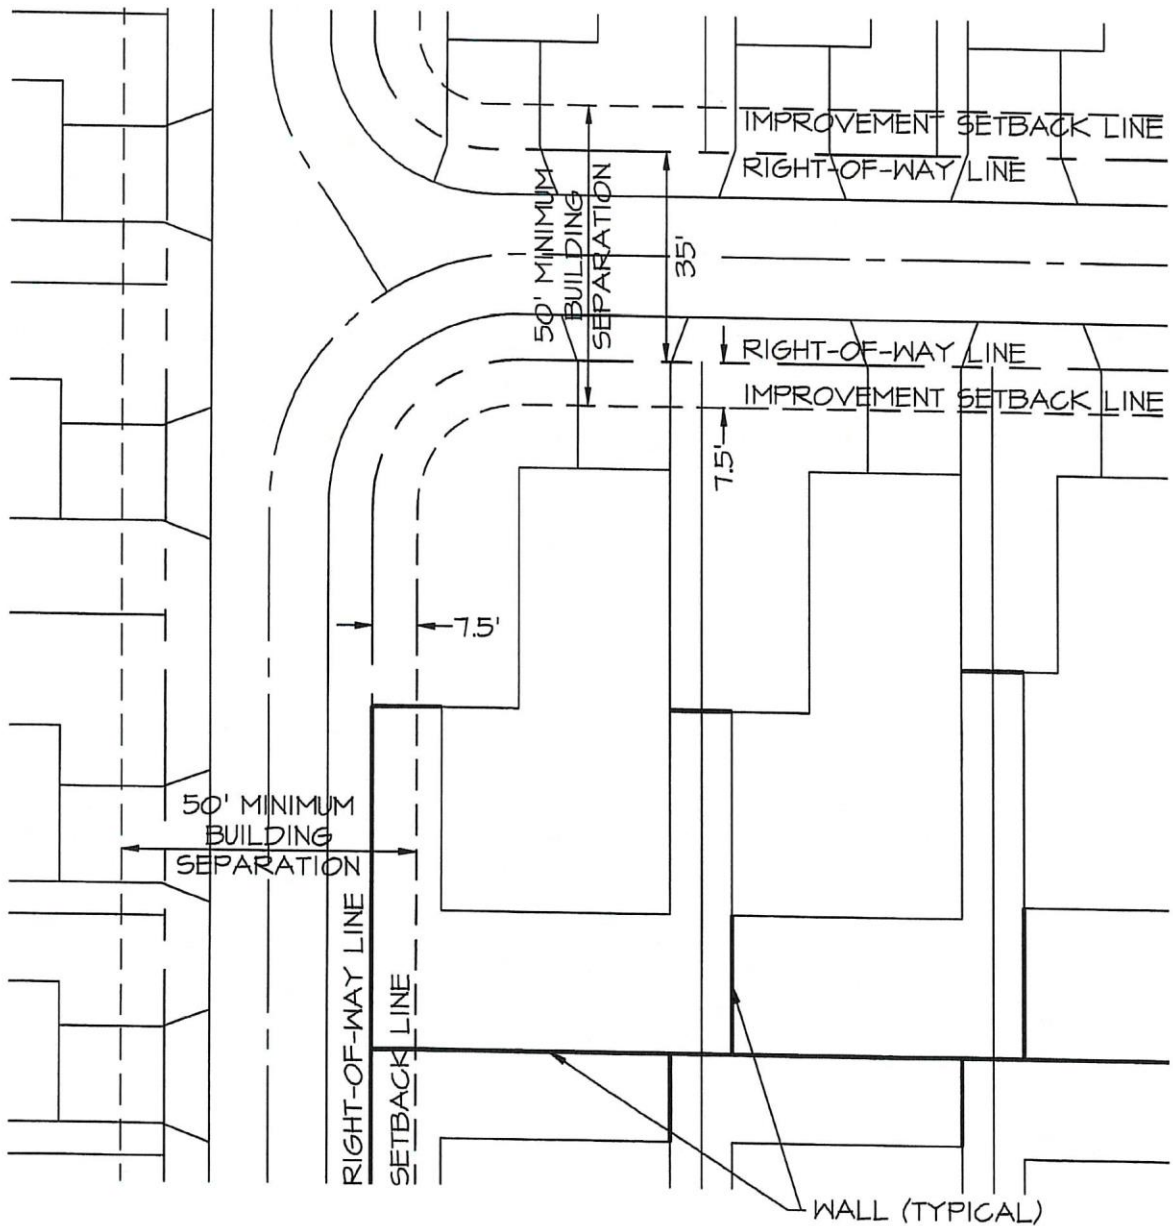 IMPROVEMENT SETBACK LINE
RIGHT-OF-WAY LINE
50' MINIMUM
BUILDING
SEPARATION
35'
RIGHT-OF-WAY LINE
IMPROVEMENT SETBACK LINE
7.5'
7.5'
50' MINIMUM
BUILDING
SEPARATION
RIGHT-OF-WAY LINE
SETBACK LINE
WALL (TYPICAL)